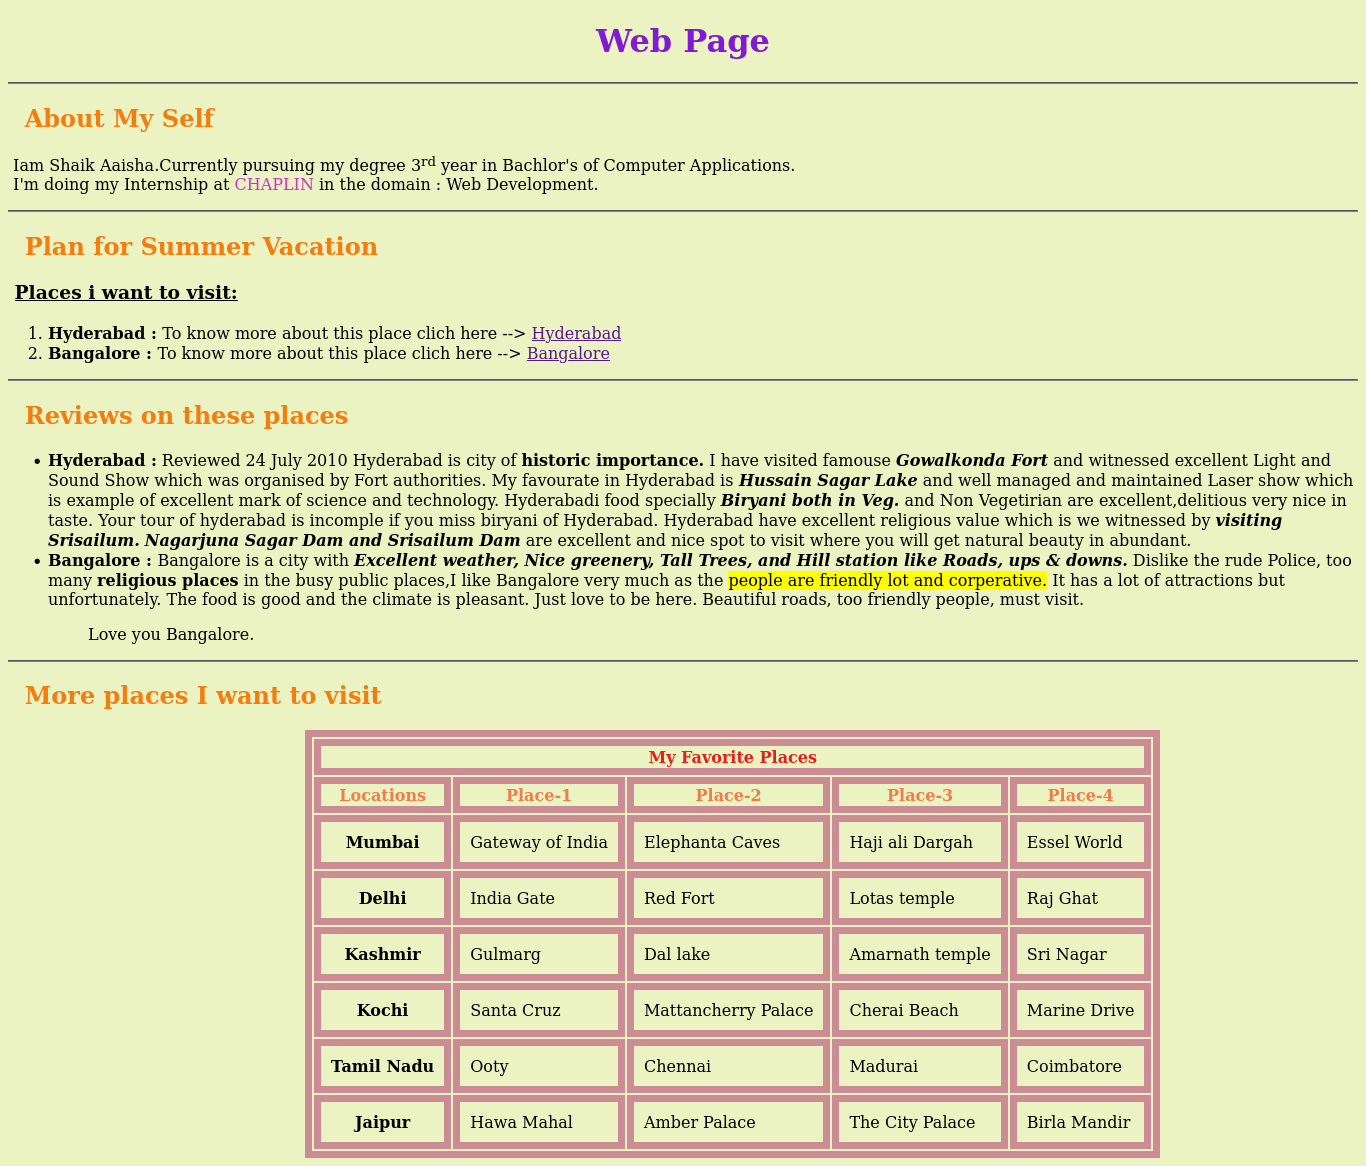 Web Page
About My Self
Iam Shaik Aaisha.Currently pursuing my degree 3rd year in Bachlor's of Computer Applications.
I'm doing my Internship at CHAPLIN in the domain : Web Development.
Plan for Summer Vacation
Places i want to visit:
1. Hyderabad : To know more about this place clich here --> Hyderabad
2. Bangalore : To know more about this place clich here --> Bangalore
Reviews on these places
• Hyderabad : Reviewed 24 July 2010 Hyderabad is city of historic importance. I have visited famouse Gowalkonda Fort and witnessed excellent Light and
Sound Show which was organised by Fort authorities. My favourate in Hyderabad is Hussain Sagar Lake and well managed and maintained Laser show which
is example of excellent mark of science and technology. Hyderabadi food specially Biryani both in Veg. and Non Vegetirian are excellent,delitious very nice in
taste. Your tour of hyderabad is incomple if you miss biryani of Hyderabad. Hyderabad have excellent religious value which is we witnessed by visiting
Srisailum. Nagarjuna Sagar Dam and Srisailum Dam are excellent and nice spot to visit where you will get natural beauty in abundant.
• Bangalore : Bangalore is a city with Excellent weather, Nice greenery, Tall Trees, and Hill station like Roads, ups & downs. Dislike the rude Police, too
many religious places in the busy public places,I like Bangalore very much as the people are friendly lot and corperative. It has a lot of attractions but
unfortunately. The food is good and the climate is pleasant. Just love to be here. Beautiful roads, too friendly people, must visit.
Love you Bangalore.
More places I want to visit
My Favorite Places
Locations Place-1 Place-2 Place-3 Place-4
Mumbai Gateway of India Elephanta Caves Haji ali Dargah Essel World
Delhi India Gate Red Fort Lotas temple Raj Ghat
Kashmir Gulmarg Dal lake Amarnath temple Sri Nagar
Kochi Santa Cruz Mattancherry Palace Cherai Beach Marine Drive
Tamil Nadu Ooty Chennai Madurai Coimbatore
Jaipur Hawa Mahal Amber Palace The City Palace Birla Mandir